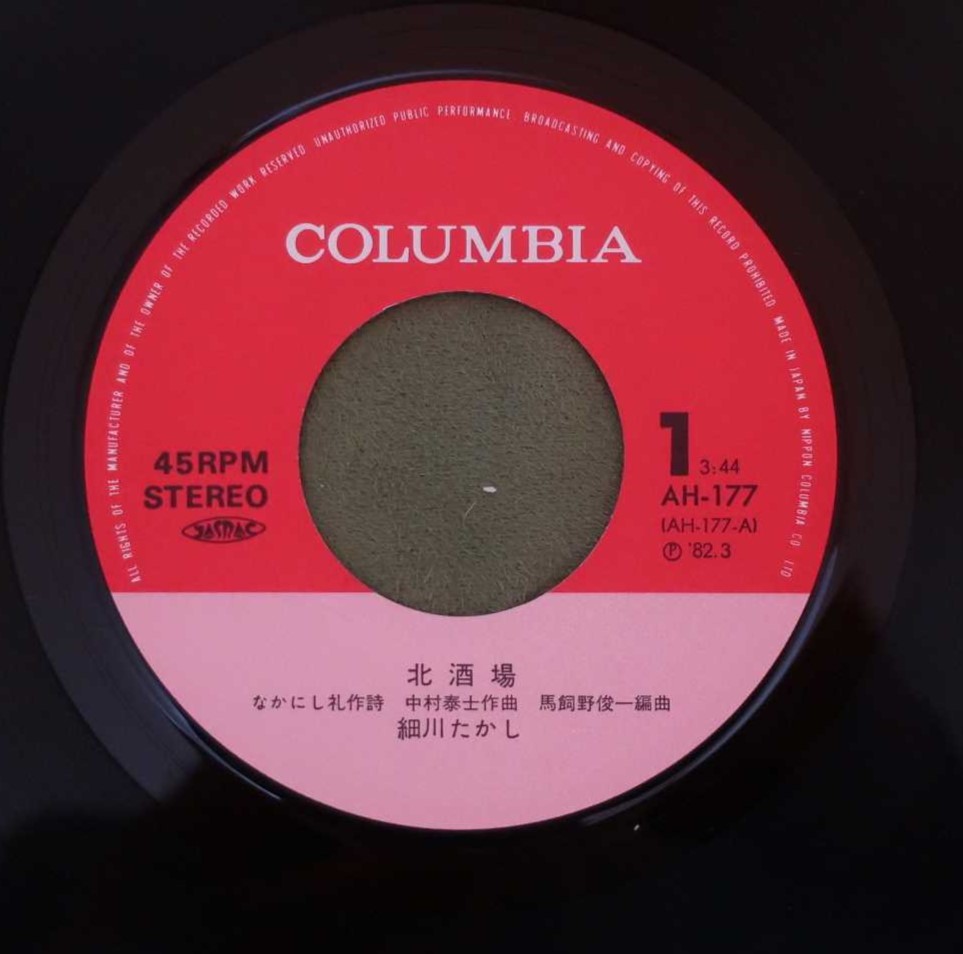 ALL RIGHTS OF THE MANUFACTURER AND OF THE OWNER OF THE RECORDED WORK RESERVED UNAUTHORIZED PUBLIC PERFORMANCE BROADCASTING AND COPYING OF THIS RECORD PROHIBITED MADE IN JAPAN BY NIPPON COLUMBIA CO LTD
COLUMBIA
45RPM
STEREO
JASRAC
1 3:44
AH-177
(AH-177-A)
Ⓟ '82.3
北酒場
なかにし礼作詩 中村泰士作曲 馬飼野俊一編曲
細川たかし